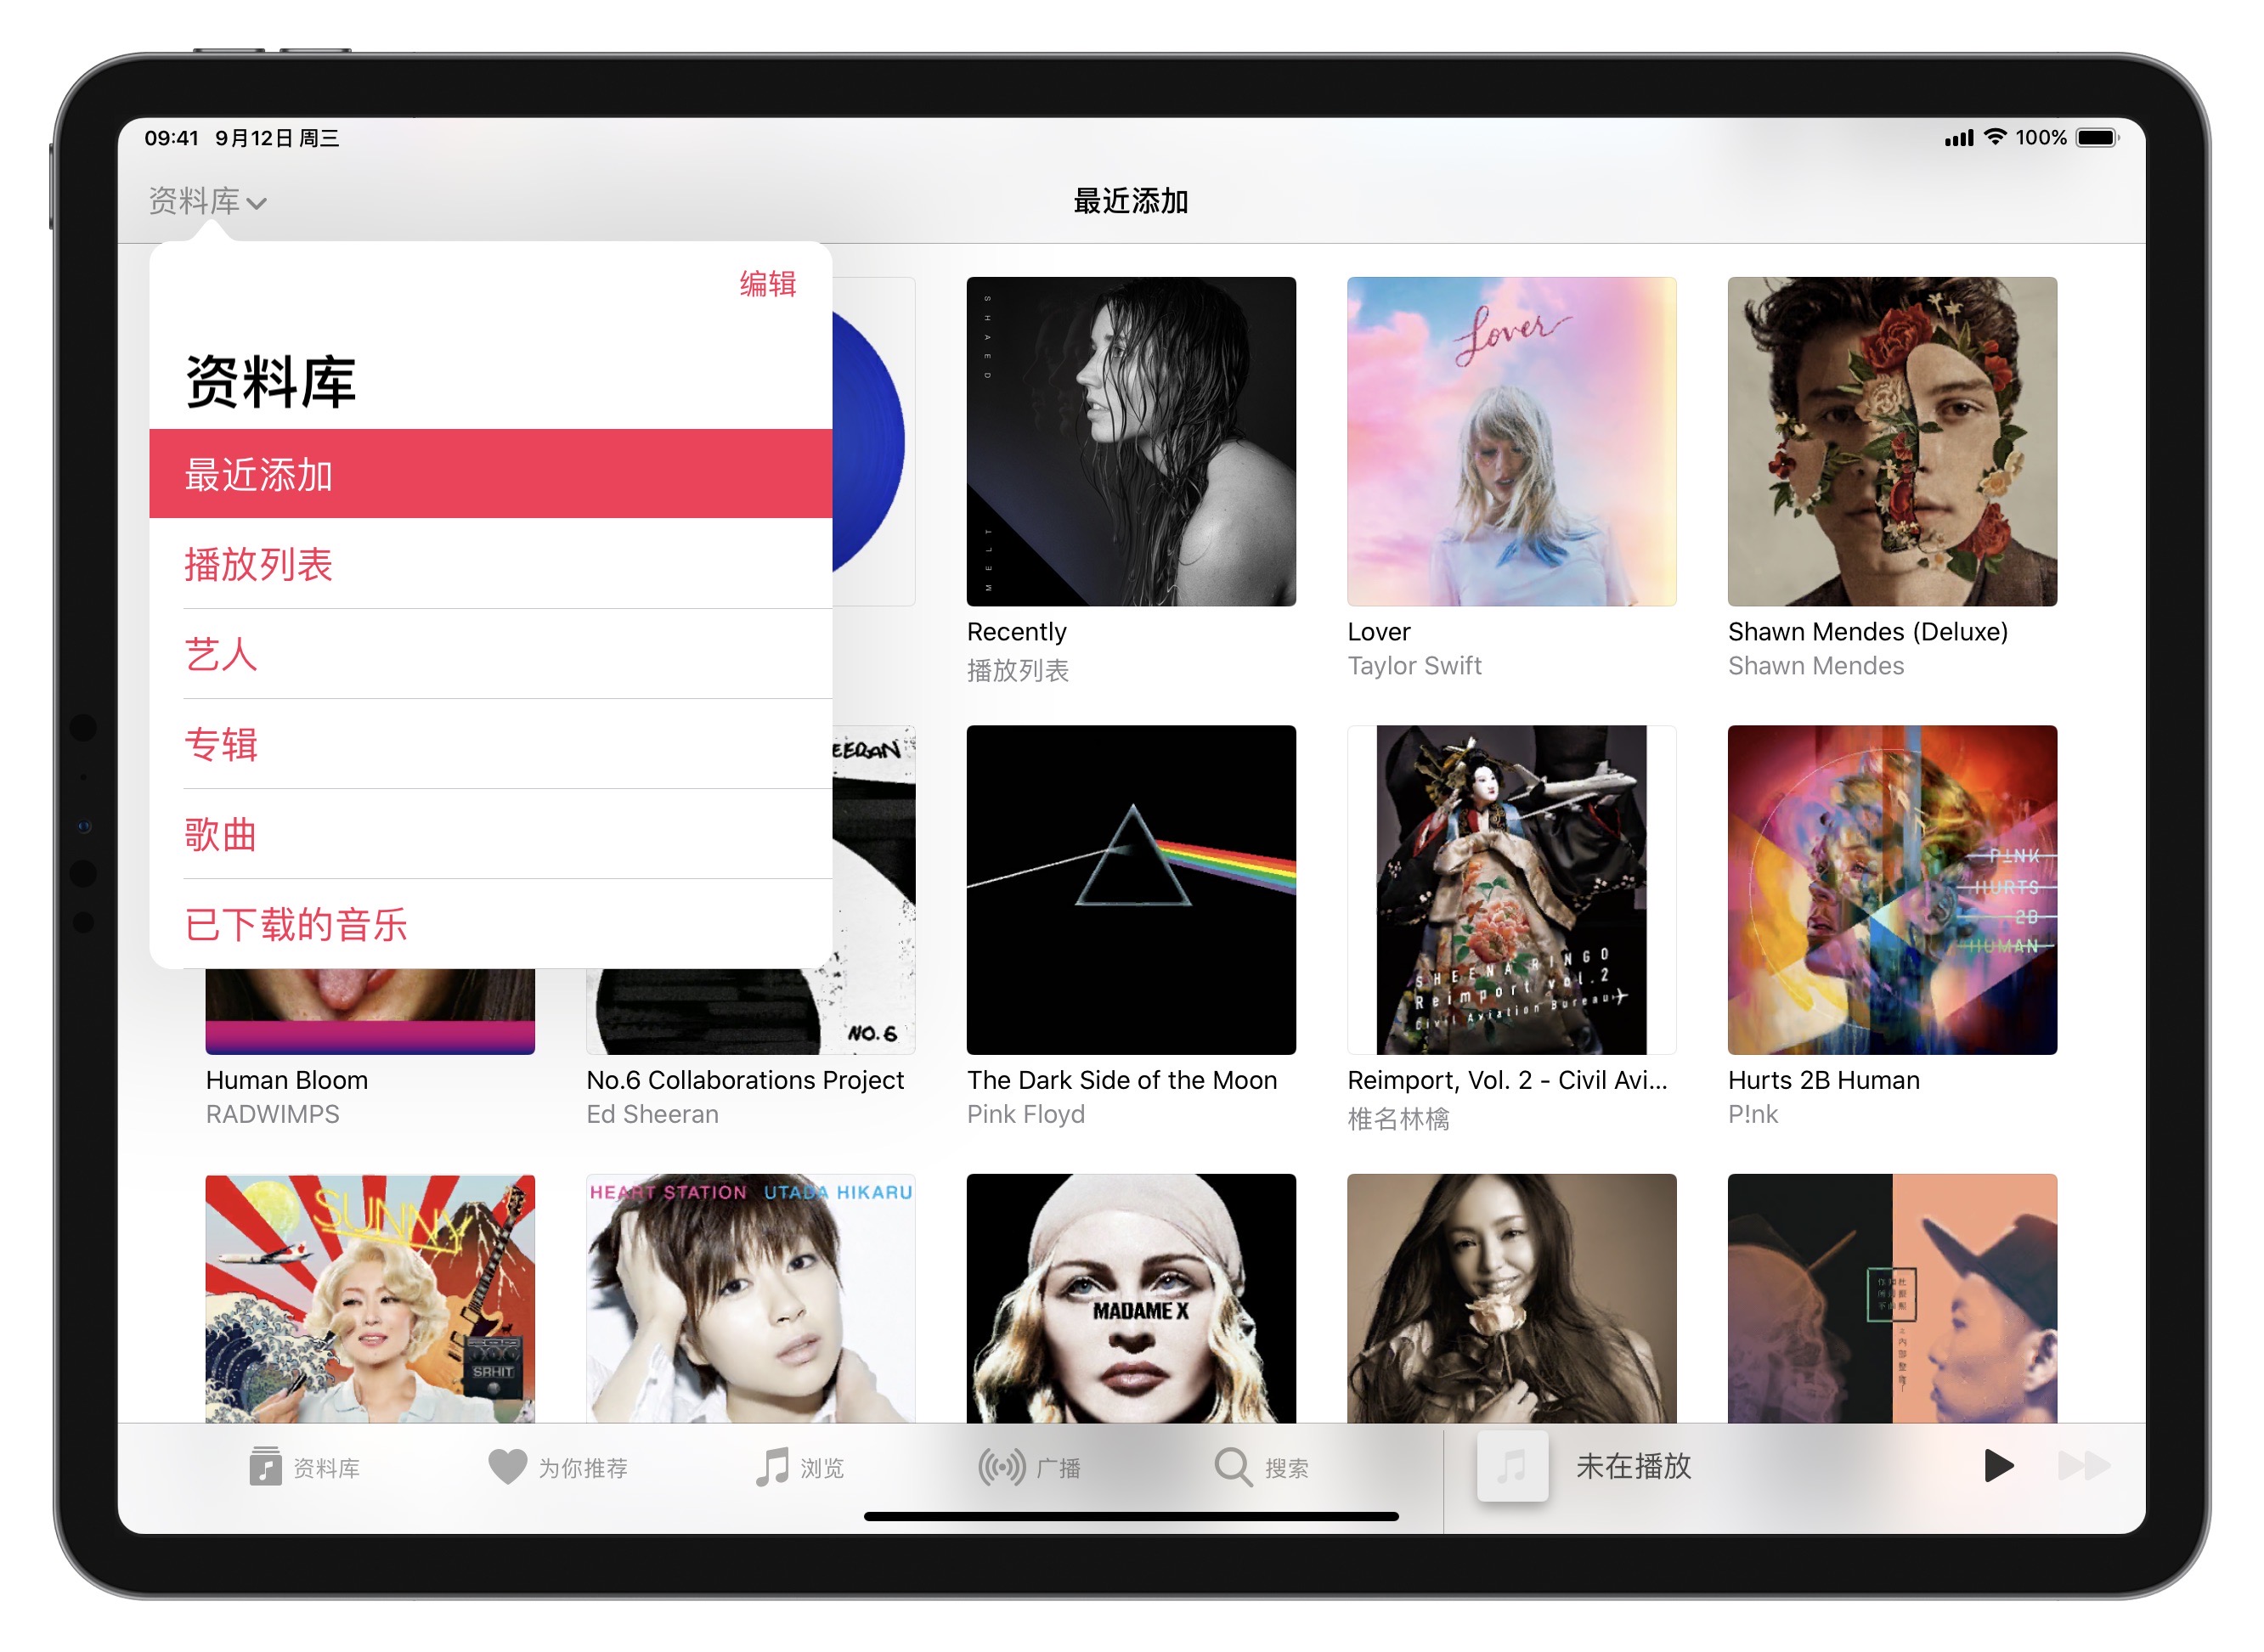 09:41 9月12日 周三
100%
资料库
最近添加
编辑
资料库
最近添加
播放列表
艺人
专辑
歌曲
已下载的音乐
SHAED
MELT
Lover
Recently
播放列表
Lover
Taylor Swift
Shawn Mendes (Deluxe)
Shawn Mendes
EERAN
NO.6
SHEENA RINGO
Reimport vol.2
Civil Aviation Bureau
P!NK
HURTS
2B
HUMAN
Human Bloom
RADWIMPS
No.6 Collaborations Project
Ed Sheeran
The Dark Side of the Moon
Pink Floyd
Reimport, Vol. 2 - Civil Avi...
椎名林檎
Hurts 2B Human
P!nk
SUNNY
SRHIT
HEART STATION UTADA HIKARU
MADAME X
资料库
为你推荐
浏览
广播
搜索
未在播放